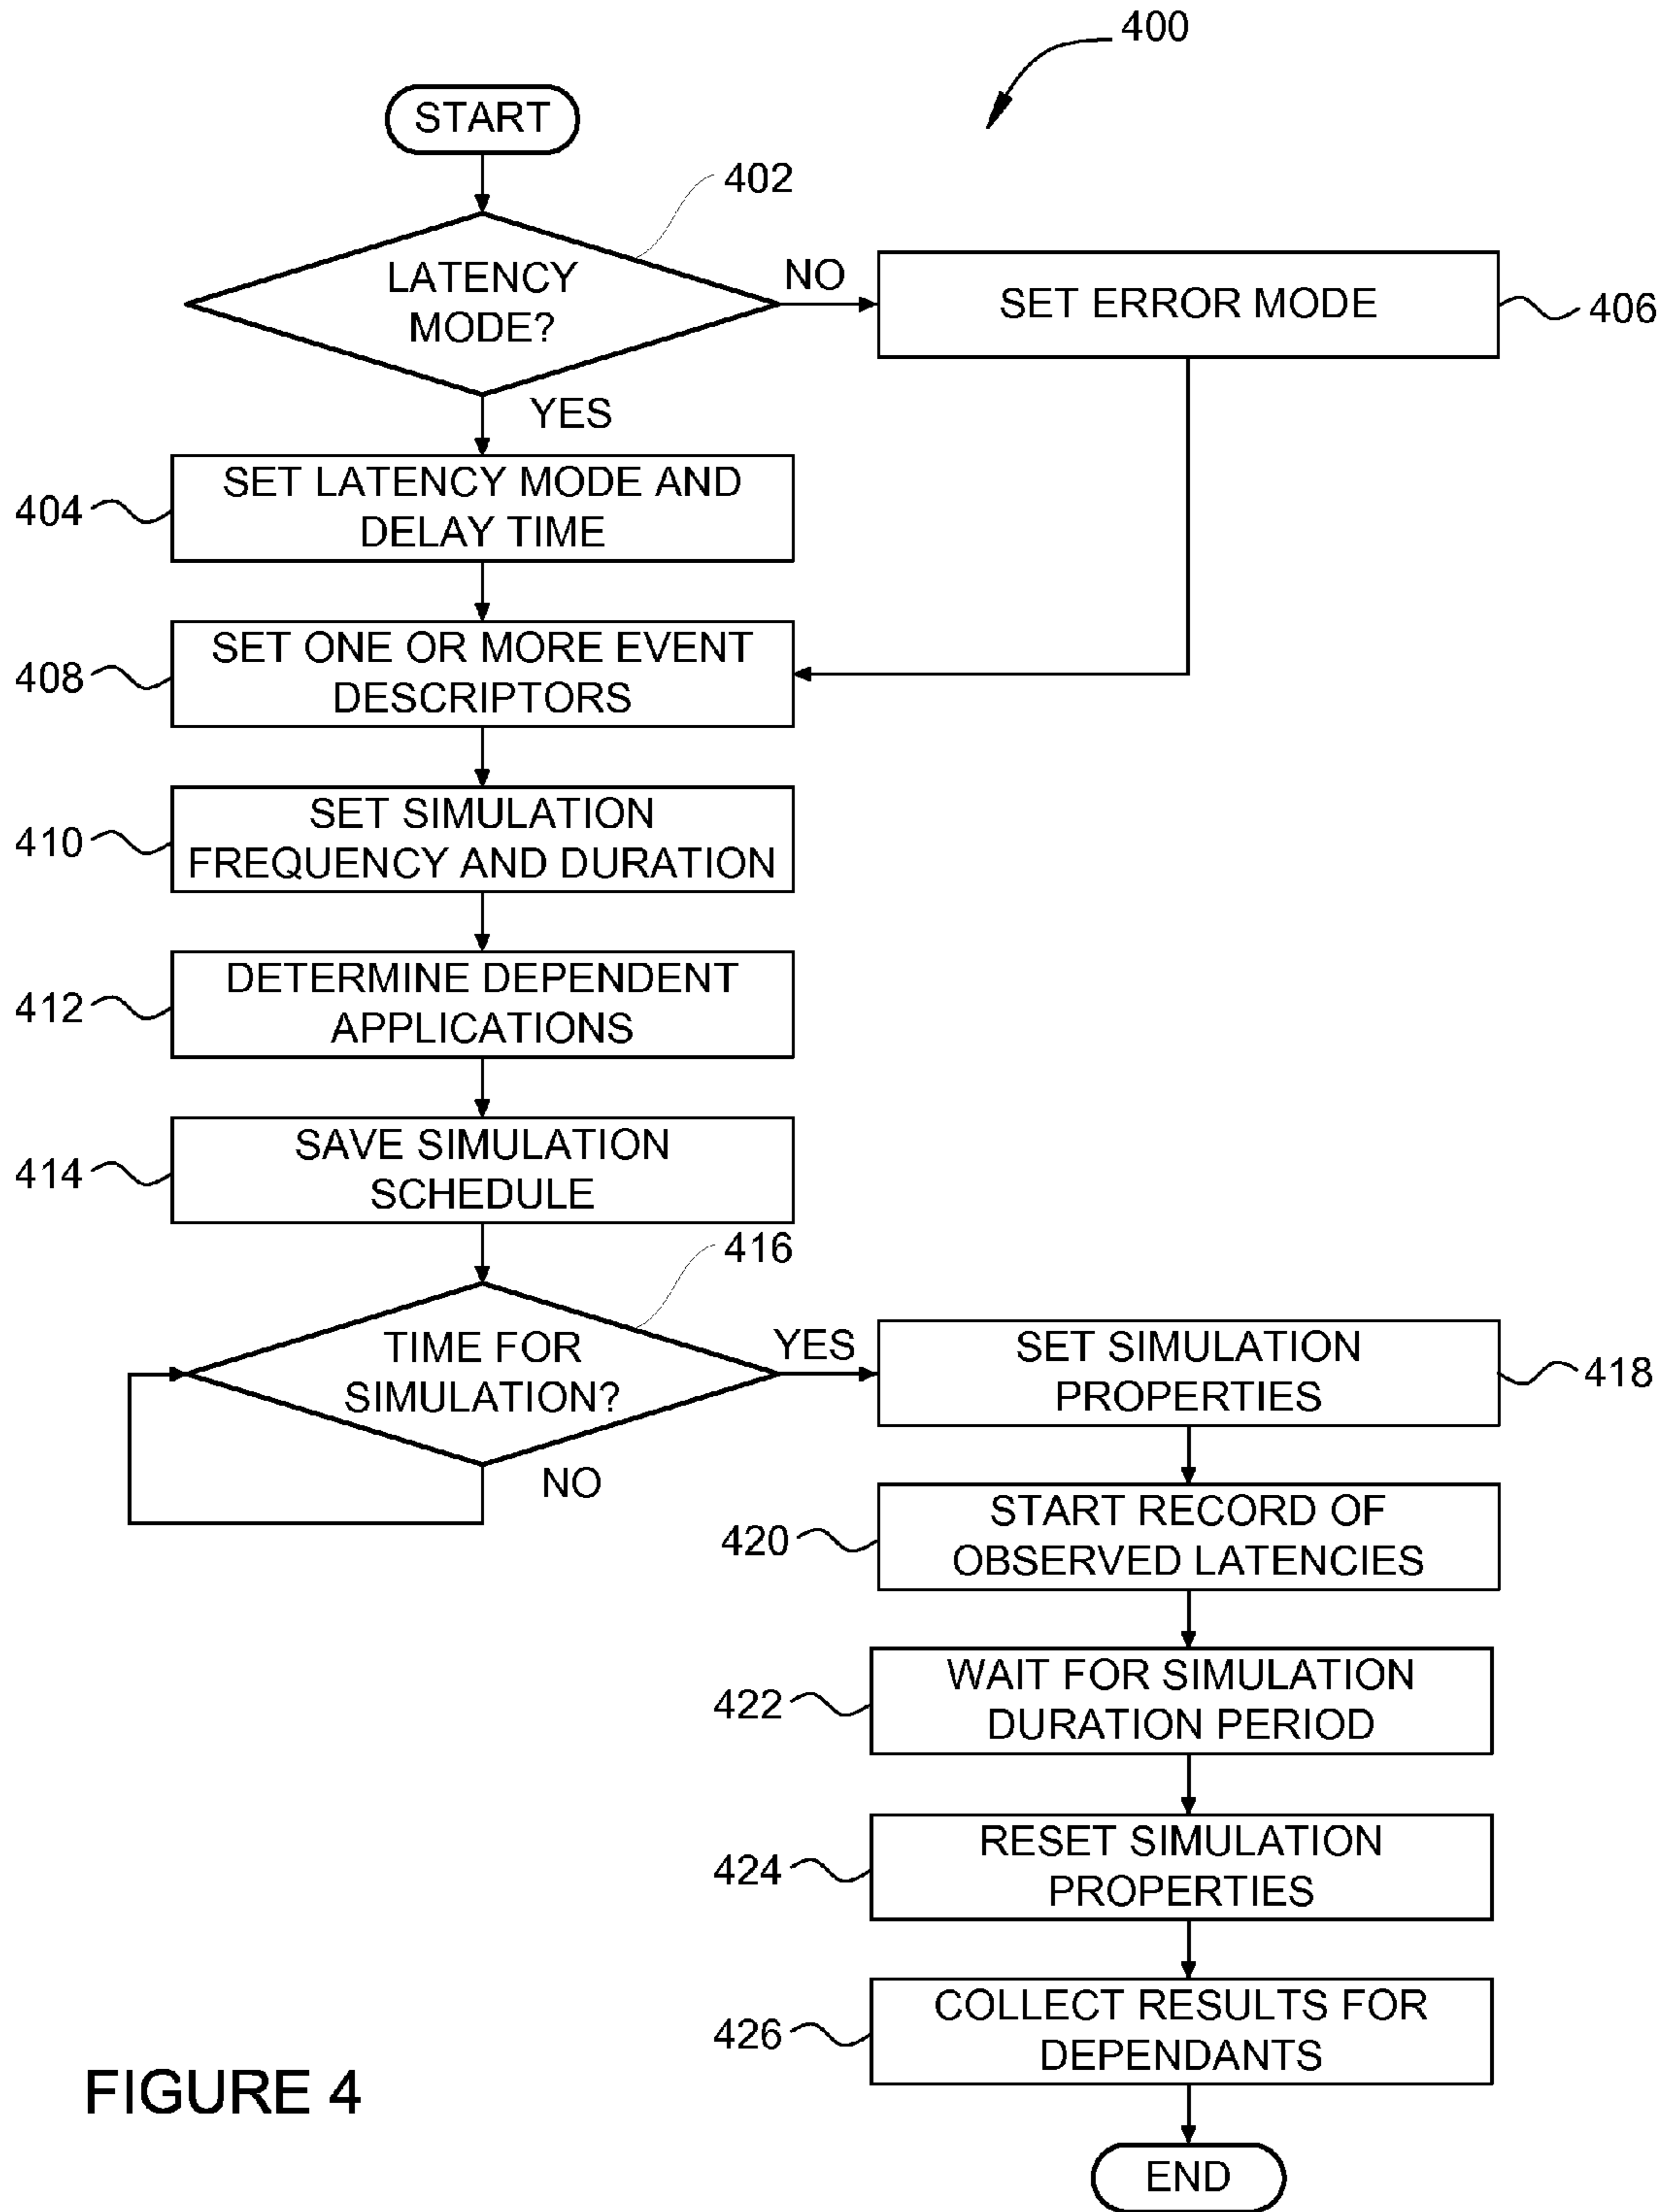 400
START
402
LATENCY
MODE?
NO
SET ERROR MODE
406
YES
404
SET LATENCY MODE AND
DELAY TIME
408
SET ONE OR MORE EVENT
DESCRIPTORS
410
SET SIMULATION
FREQUENCY AND DURATION
412
DETERMINE DEPENDENT
APPLICATIONS
414
SAVE SIMULATION
SCHEDULE
416
TIME FOR
SIMULATION?
YES
NO
SET SIMULATION
PROPERTIES
418
420
START RECORD OF
OBSERVED LATENCIES
422
WAIT FOR SIMULATION
DURATION PERIOD
424
RESET SIMULATION
PROPERTIES
426
COLLECT RESULTS FOR
DEPENDANTS
END
FIGURE 4